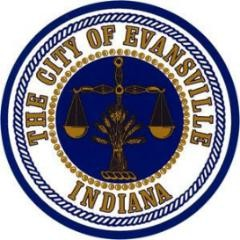 THE CITY OF EVANSVILLE
INDIANA